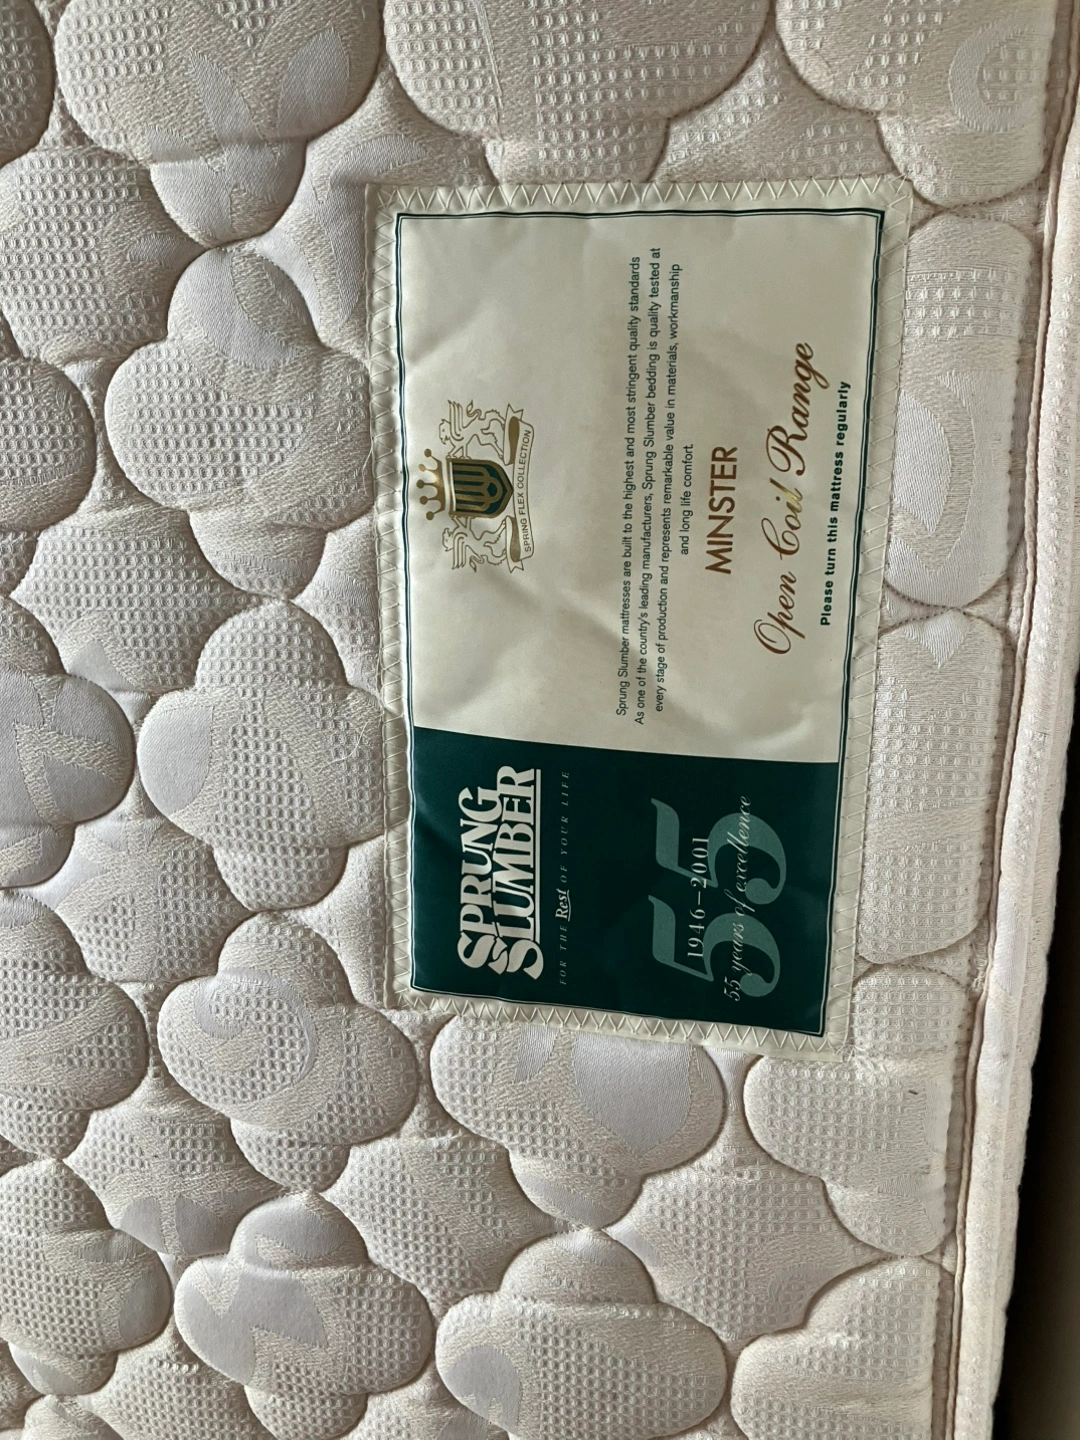 SPRUNG
SLUMBER
FOR THE Rest OF YOUR LIFE
55
1946–2001
55 years of excellence
SPRING FLEX COLLECTION
Sprung Slumber mattresses are built to the highest and most stringent quality standards
As one of the country's leading manufacturers, Sprung Slumber bedding is quality tested at
every stage of production and represents remarkable value in materials, workmanship
and long life comfort.
MINSTER
Open Coil Range
Please turn this mattress regularly